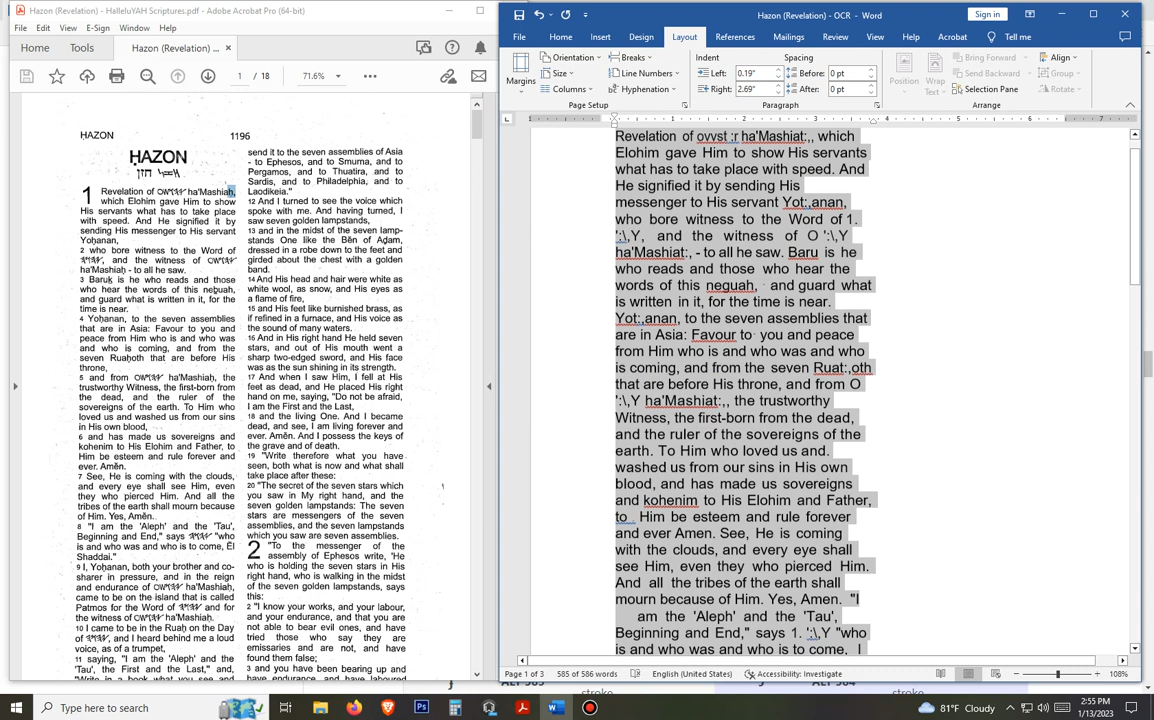 Hazon (Revelation) - HalleluYAH Scriptures.pdf - Adobe Acrobat Pro (64-bit)
File Edit View E-Sign Window Help
Home Tools Hazon (Revelation) ... ×
1 / 18 71.6%
HAZON 1196
ḤAZON
1 Revelation of ha'Mashiaḥ,
which Elohim gave Him to show
His servants what has to take place
with speed. And He signified it by
sending His messenger to His servant
Yoḥanan,
2 who bore witness to the Word of
, and the witness of
ha'Mashiaḥ - to all he saw.
3 Baruḵ is he who reads and those
who hear the words of this neḇuah,
and guard what is written in it, for the
time is near.
4 Yoḥanan, to the seven assemblies
that are in Asia: Favour to you and
peace from Him who is and who was
and who is coming, and from the
seven Ruaḥoth that are before His
throne,
5 and from ha'Mashiaḥ, the
trustworthy Witness, the first-born from
the dead, and the ruler of the
sovereigns of the earth. To Him who
loved us and washed us from our sins
in His own blood,
6 and has made us sovereigns and
kohenim to His Elohim and Father, to
Him be esteem and rule forever and
ever. Amĕn.
7 See, He is coming with the clouds,
and every eye shall see Him, even
they who pierced Him. And all the
tribes of the earth shall mourn because
of Him. Yes, Amĕn.
8 "I am the 'Aleph' and the 'Tau',
Beginning and End," says "who
is and who was and who is to come, Ĕl
Shaddai."
9 I, Yoḥanan, both your brother and co-
sharer in pressure, and in the reign
and endurance of ha'Mashiaḥ,
came to be on the island that is called
Patmos for the Word of and for
the witness of ha'Mashiaḥ.
10 I came to be in the Ruaḥ on the Day
of , and I heard behind me a loud
voice, as of a trumpet,
11 saying, "I am the 'Aleph' and the
'Tau', the First and the Last," and,
"Write in a book what you see and
send it to the seven assemblies of Asia
- to Ephesos, and to Smurna, and to
Pergamos, and to Thuatira, and to
Sardis, and to Philadelphia, and to
Laodikeia."
12 And I turned to see the voice which
spoke with me. And having turned, I
saw seven golden lampstands,
13 and in the midst of the seven lamp-
stands One like the Bĕn of Aḏam,
dressed in a robe down to the feet and
girded about the chest with a golden
band.
14 And His head and hair were white as
white wool, as snow, and His eyes as
a flame of fire,
15 and His feet like burnished brass, as
if refined in a furnace, and His voice as
the sound of many waters.
16 And in His right hand He held seven
stars, and out of His mouth went a
sharp two-edged sword, and His face
was as the sun shining in its strength.
17 And when I saw Him, I fell at His
feet as dead, and He placed His right
hand on me, saying, "Do not be afraid,
I am the First and the Last,
18 and the living One. And I became
dead, and see, I am living forever and
ever. Amĕn. And I possess the keys of
the grave and of death.
19 "Write therefore what you have
seen, both what is now and what shall
take place after these:
20 "The secret of the seven stars which
you saw in My right hand, and the
seven golden lampstands: The seven
stars are messengers of the seven
assemblies, and the seven lampstands
which you saw are seven assemblies.
2 "To the messenger of the
assembly of Ephesos write, 'He
who is holding the seven stars in His
right hand, who is walking in the midst
of the seven golden lampstands, says
this:
2 "I know your works, and your labour,
and your endurance, and that you are
not able to bear evil ones, and have
tried those who say they are
emissaries and are not, and have
found them false;
3 and you have been bearing up and
have endurance, and have laboured
Hazon (Revelation) - OCR - Word
Sign in
File Home Insert Design Layout References Mailings Review View Help Acrobat Tell me
Margins
Orientation
Size
Columns
Breaks
Line Numbers
Hyphenation
Page Setup
Indent
Left: 0.19"
Right: 2.69"
Spacing
Before: 0 pt
After: 0 pt
Paragraph
Position
Wrap Text
Bring Forward
Send Backward
Selection Pane
Align
Group
Rotate
Arrange
Revelation of ovvst ;r ha'Mashiat:,, which
Elohim gave Him to show His servants
what has to take place with speed. And
He signified it by sending His
messenger to His servant Yot:,anan,
who bore witness to the Word of 1.
':\,Y, and the witness of O ':\,Y
ha'Mashiat:, - to all he saw. Baru is he
who reads and those who hear the
words of this neguah, and guard what
is written in it, for the time is near.
Yot:,anan, to the seven assemblies that
are in Asia: Favour to you and peace
from Him who is and who was and who
is coming, and from the seven Ruat:,oth
that are before His throne, and from O
':\,Y ha'Mashiat:,, the trustworthy
Witness, the first-born from the dead,
and the ruler of the sovereigns of the
earth. To Him who loved us and.
washed us from our sins in His own
blood, and has made us sovereigns
and kohenim to His Elohim and Father,
to Him be esteem and rule forever
and ever Amen. See, He is coming
with the clouds, and every eye shall
see Him, even they who pierced Him.
And all the tribes of the earth shall
mourn because of Him. Yes, Amen. "I
am the 'Aleph' and the 'Tau',
Beginning and End," says 1. ':\,Y "who
is and who was and who is to come, I
Page 1 of 3 585 of 586 words English (United States) Accessibility: Investigate 108%
stroke stroke
Type here to search
81°F Cloudy
2:55 PM
1/13/2023